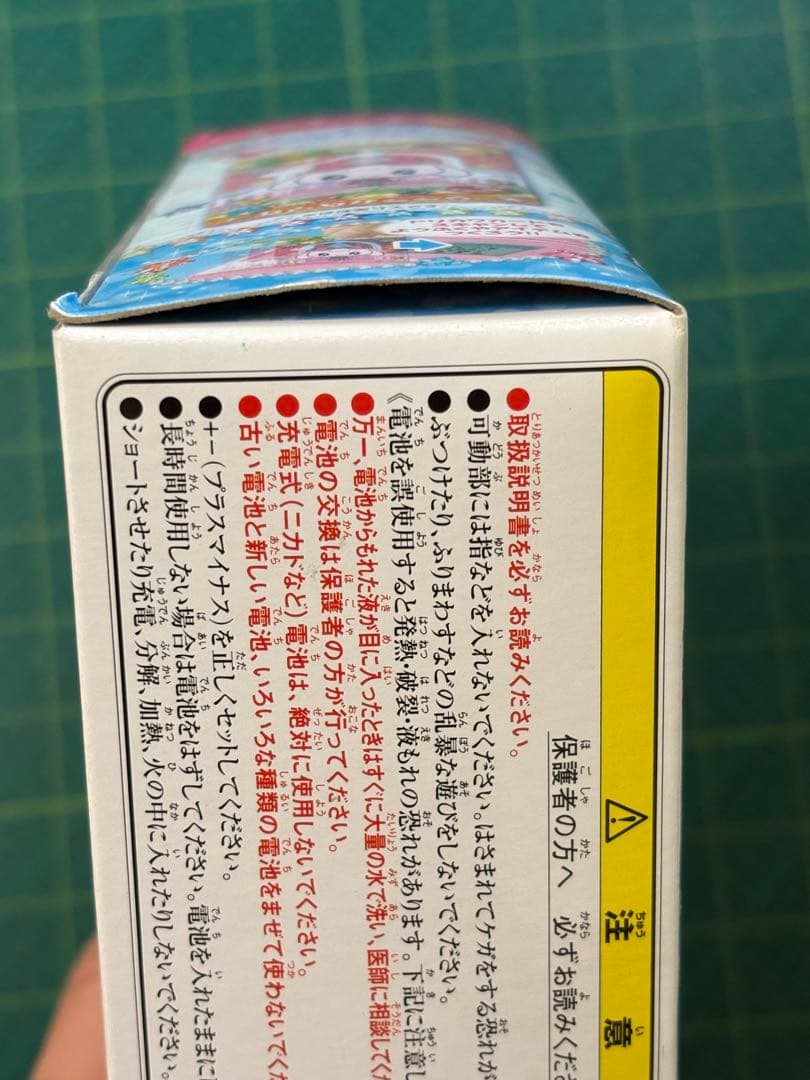 注意
保護者の方へ 必ずお読みくださ
●取扱説明書を必ずお読みください。
●可動部には指などを入れないでください。はさまれてケガをする恐れが
●ぶつけたり、ふりまわすなどの乱暴な遊びをしないでください。
《電池を誤使用すると発熱・破裂・液もれの恐れがあります。下記に注意し
●万一、電池からもれた液が目に入ったときはすぐに大量の水で洗い、医師に相談してく
●電池の交換は保護者の方が行ってください。
●充電式(ニカドなど)電池は、絶対に使用しないでください。
●古い電池と新しい電池、いろいろな種類の電池をまぜて使わないでくだ
●+−(プラスマイナス)を正しくセットしてください。
●長時間使用しない場合は電池をはずしてください。電池を入れたままに
●ショートさせたり充電、分解、加熱、火の中に入れたりしないでください。